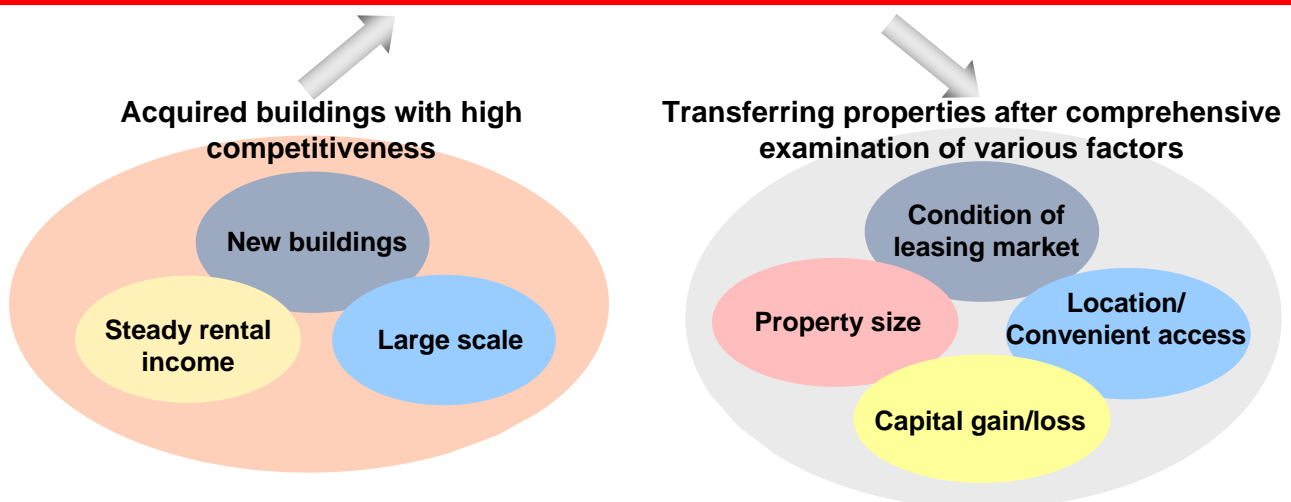 Acquired buildings with high
competitiveness
New buildings
Steady rental
income
Large scale
Transferring properties after comprehensive
examination of various factors
Condition of
leasing market
Property size
Location/
Convenient access
Capital gain/loss